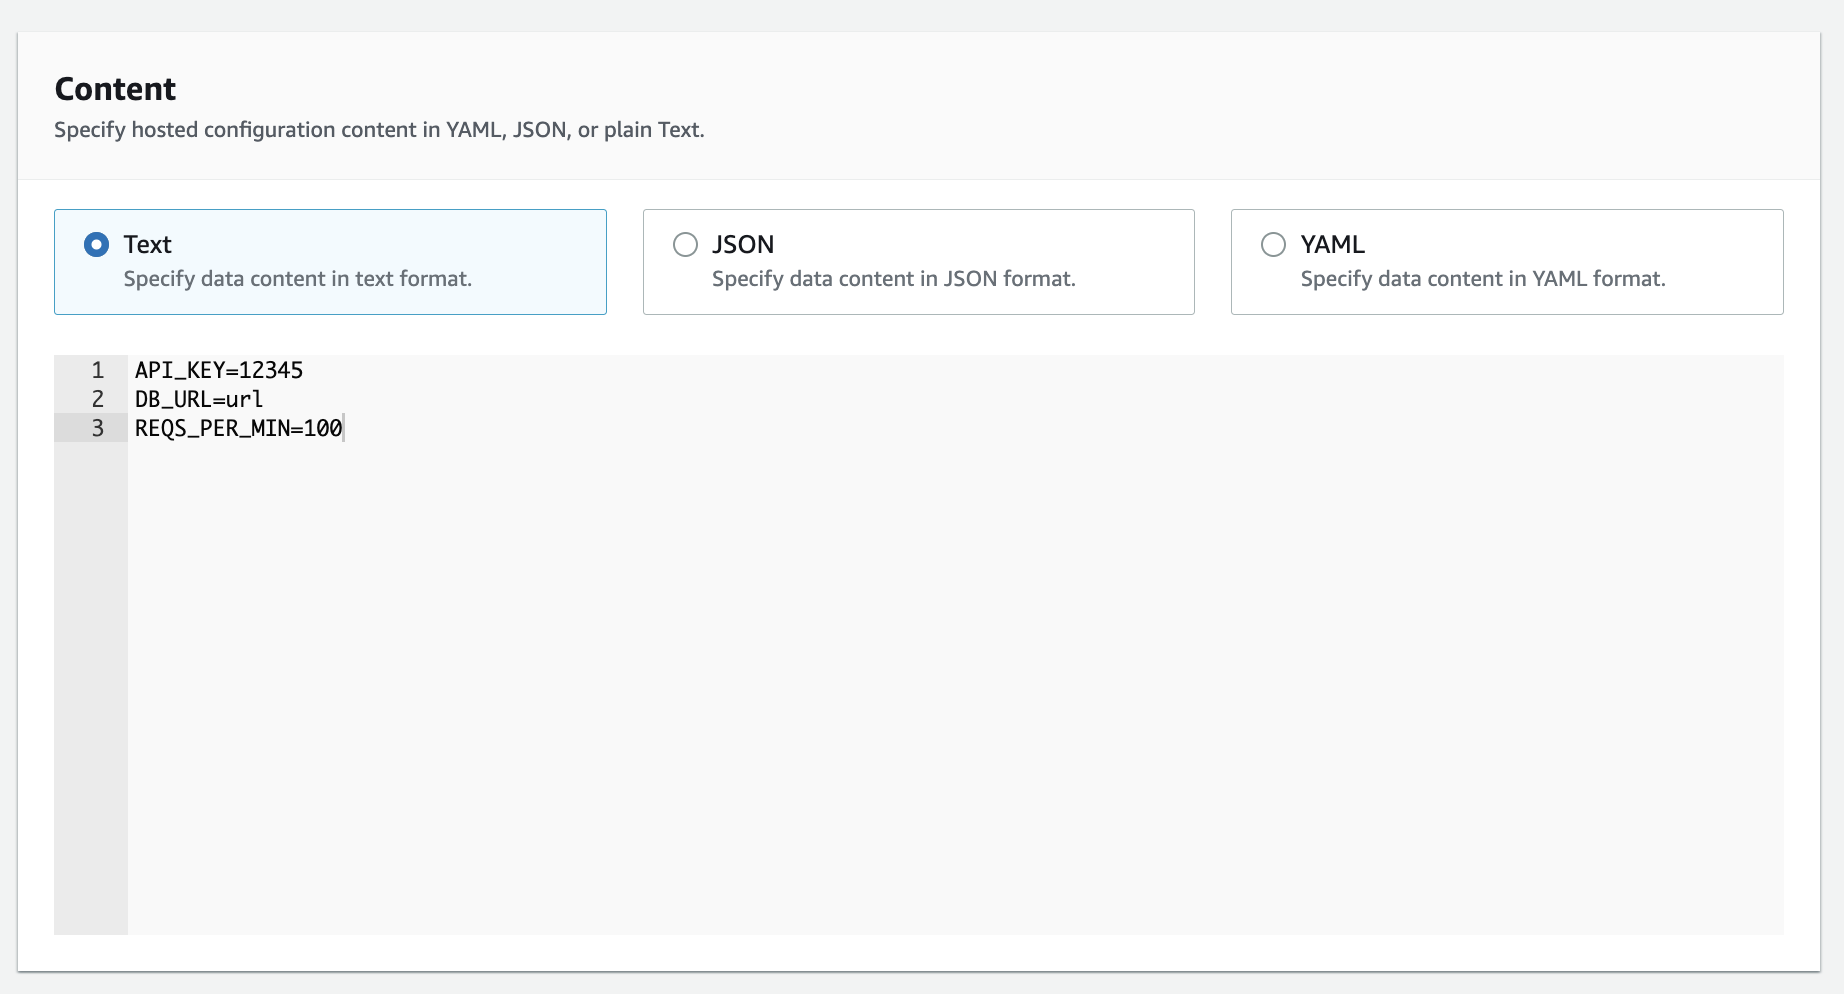 Content
Specify hosted configuration content in YAML, JSON, or plain Text.
Text
Specify data content in text format.
JSON
Specify data content in JSON format.
YAML
Specify data content in YAML format.
1 API_KEY=12345
2 DB_URL=url
3 REQS_PER_MIN=100